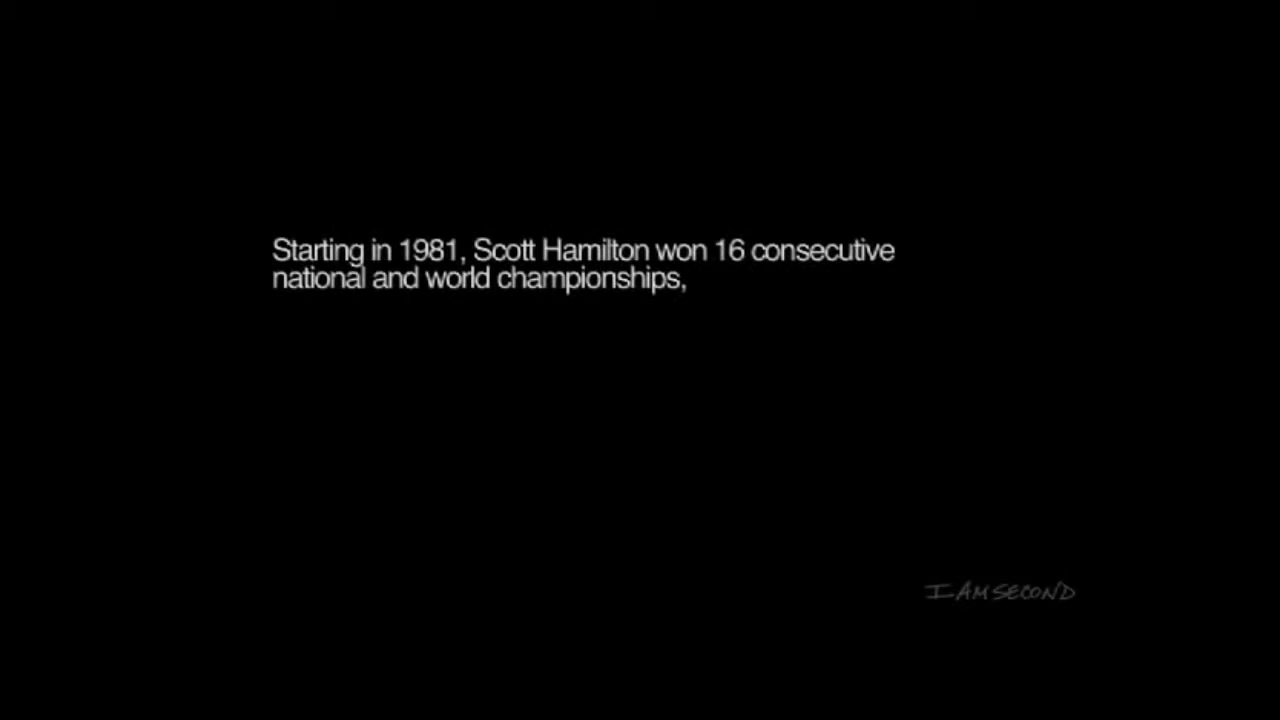 Starting in 1981, Scott Hamilton won 16 consecutive
national and world championships,
I AM SECOND